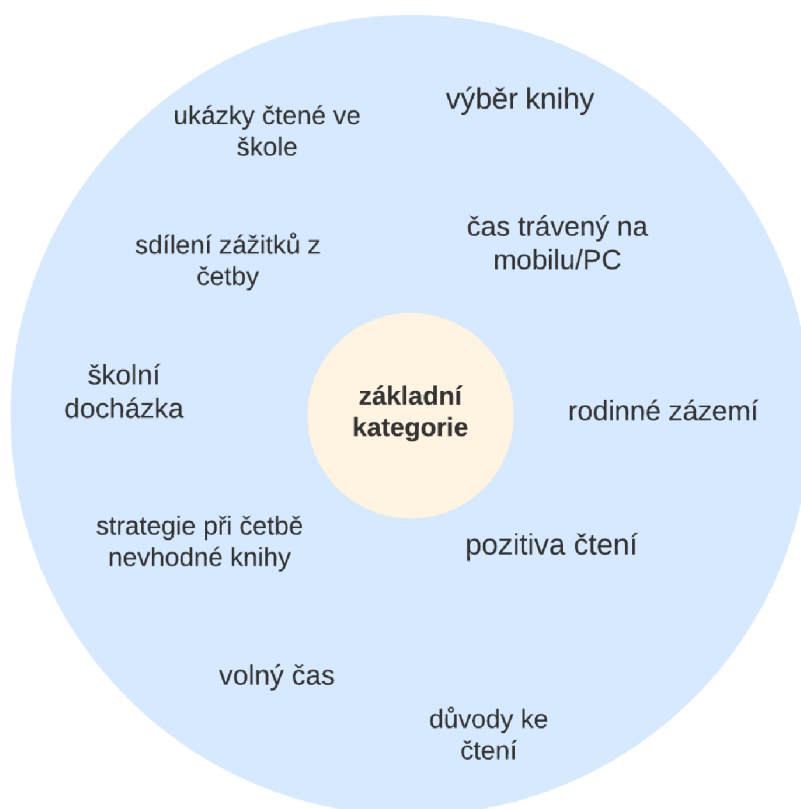 výběr knihy
ukázky čtené ve
škole
čas trávený na
mobilu/PC
sdílení zážitků z
četby
školní
docházka
základní
kategorie
rodinné zázemí
strategie při četbě
nevhodné knihy
pozitiva čtení
volný čas
důvody ke
čtení